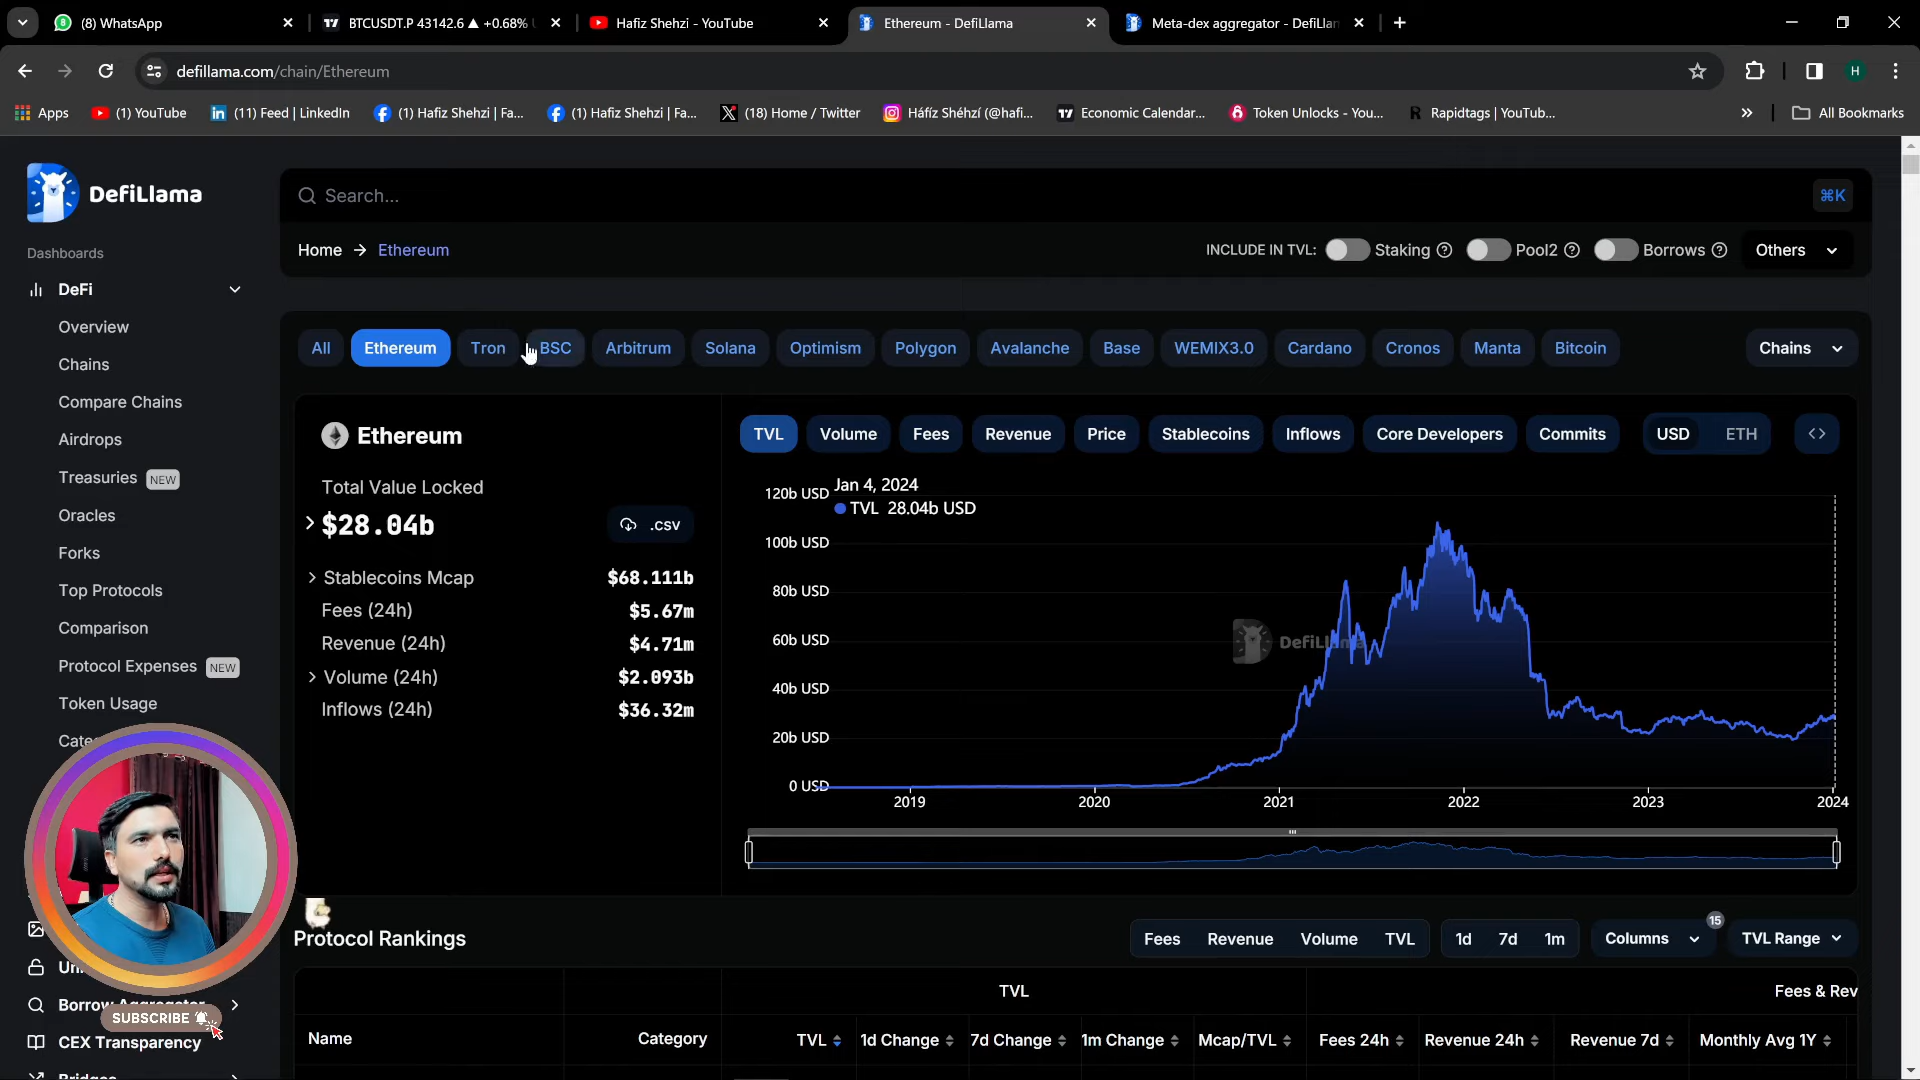 (8) WhatsApp
BTCUSDT.P 43142.6 ▲ +0.68%
Hafiz Shehzi - YouTube
Ethereum - DefiLlama
Meta-dex aggregator - DefiLlam
defillama.com/chain/Ethereum
H
Apps
(1) YouTube
(11) Feed | LinkedIn
(1) Hafiz Shehzi | Fa...
(1) Hafiz Shehzi | Fa...
(18) Home / Twitter
Háfíz Shéhzí (@hafi...
Economic Calendar...
Token Unlocks - You...
Rapidtags | YouTub...
All Bookmarks
DefiLlama
Search...
⌘K
Home → Ethereum
INCLUDE IN TVL: Staking Pool2 Borrows Others
Dashboards
DeFi
Overview
Chains
Compare Chains
Airdrops
Treasuries NEW
Oracles
Forks
Top Protocols
Comparison
Protocol Expenses NEW
Token Usage
Borrow Aggregator
CEX Transparency
Bridges
SUBSCRIBE
All Ethereum Tron BSC Arbitrum Solana Optimism Polygon Avalanche Base WEMIX3.0 Cardano Cronos Manta Bitcoin Chains
Ethereum
Total Value Locked
$28.04b
.csv
Stablecoins Mcap $68.111b
Fees (24h) $5.67m
Revenue (24h) $4.71m
Volume (24h) $2.093b
Inflows (24h) $36.32m
TVL Volume Fees Revenue Price Stablecoins Inflows Core Developers Commits USD ETH <>
Jan 4, 2024
TVL 28.04b USD
120b USD
100b USD
80b USD
60b USD
40b USD
20b USD
0 USD
DefiLlama
2019 2020 2021 2022 2023 2024
Protocol Rankings
Fees Revenue Volume TVL
1d 7d 1m
Columns 15
TVL Range
TVL
Fees & Rev
Name Category TVL 1d Change 7d Change 1m Change Mcap/TVL Fees 24h Revenue 24h Revenue 7d Monthly Avg 1Y